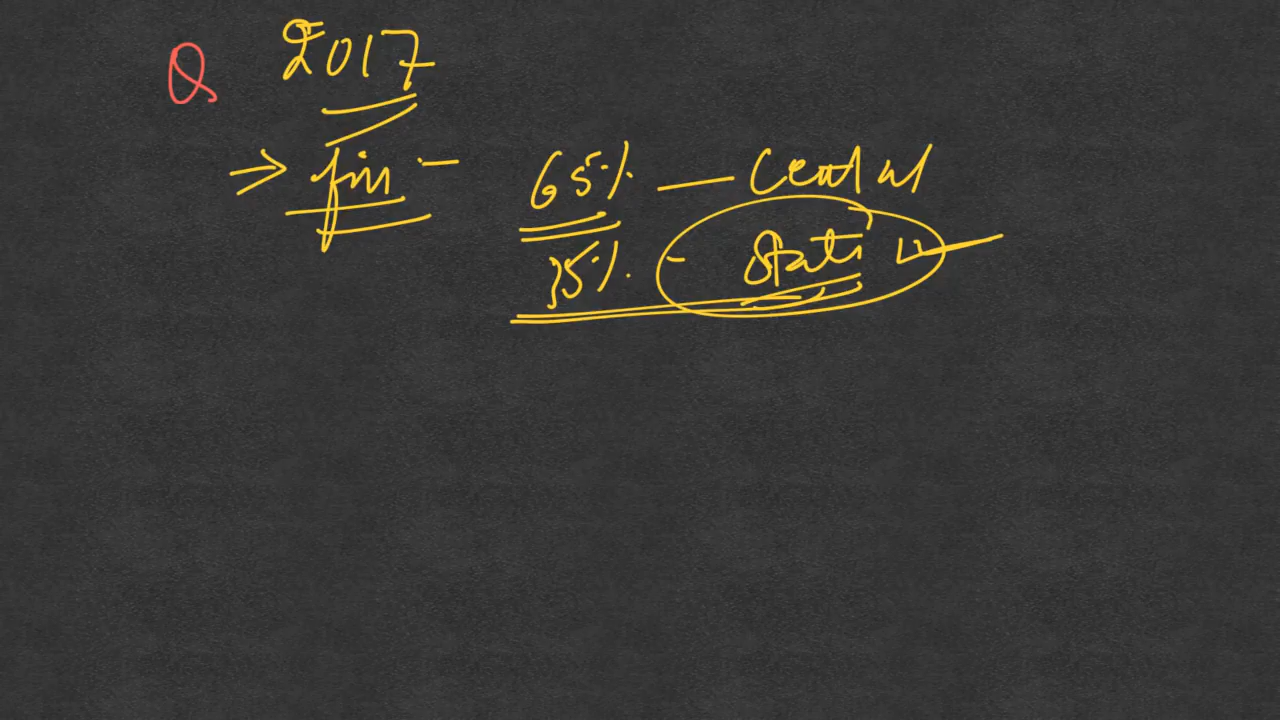 Q 2017
⇒ fin - 65% — Central
35% - State